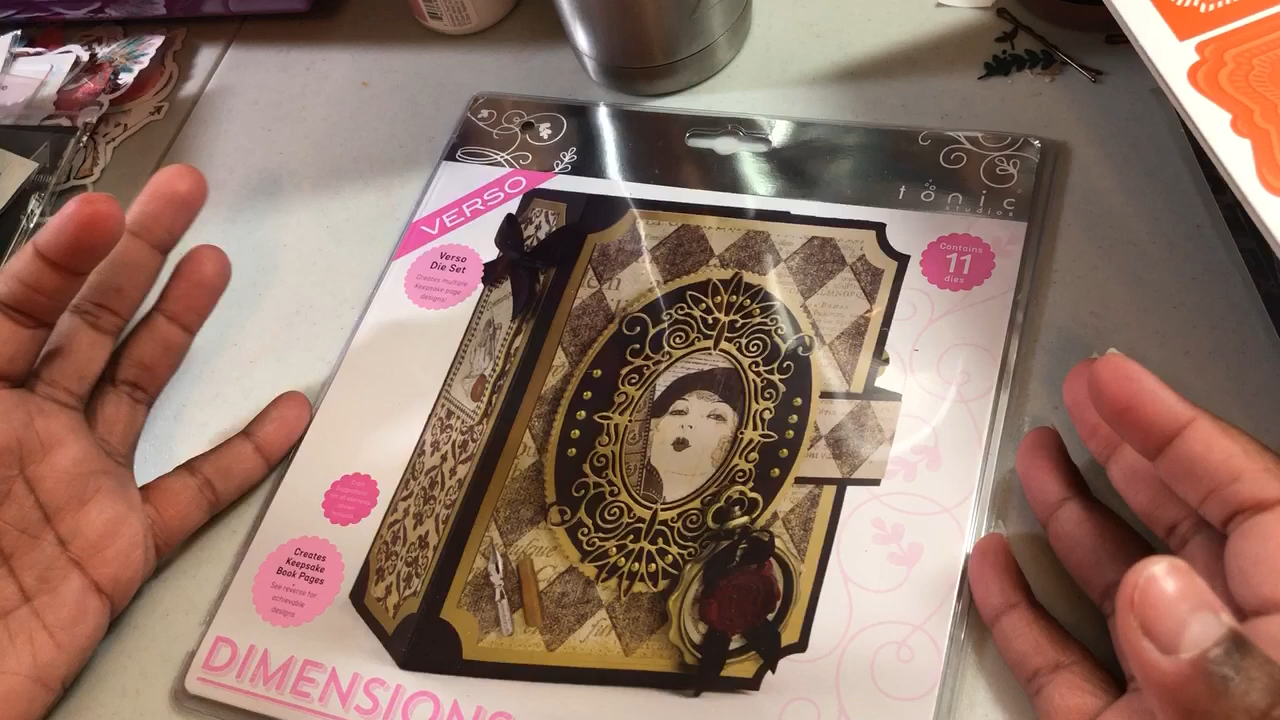 VERSO
tonic
studios
Verso
Die Set
Creates multiple
Keepsake page
designs!
Contains
11
dies
Creates
Keepsake
Book Pages
See reverse for
achievable
designs
DIMENSIONS